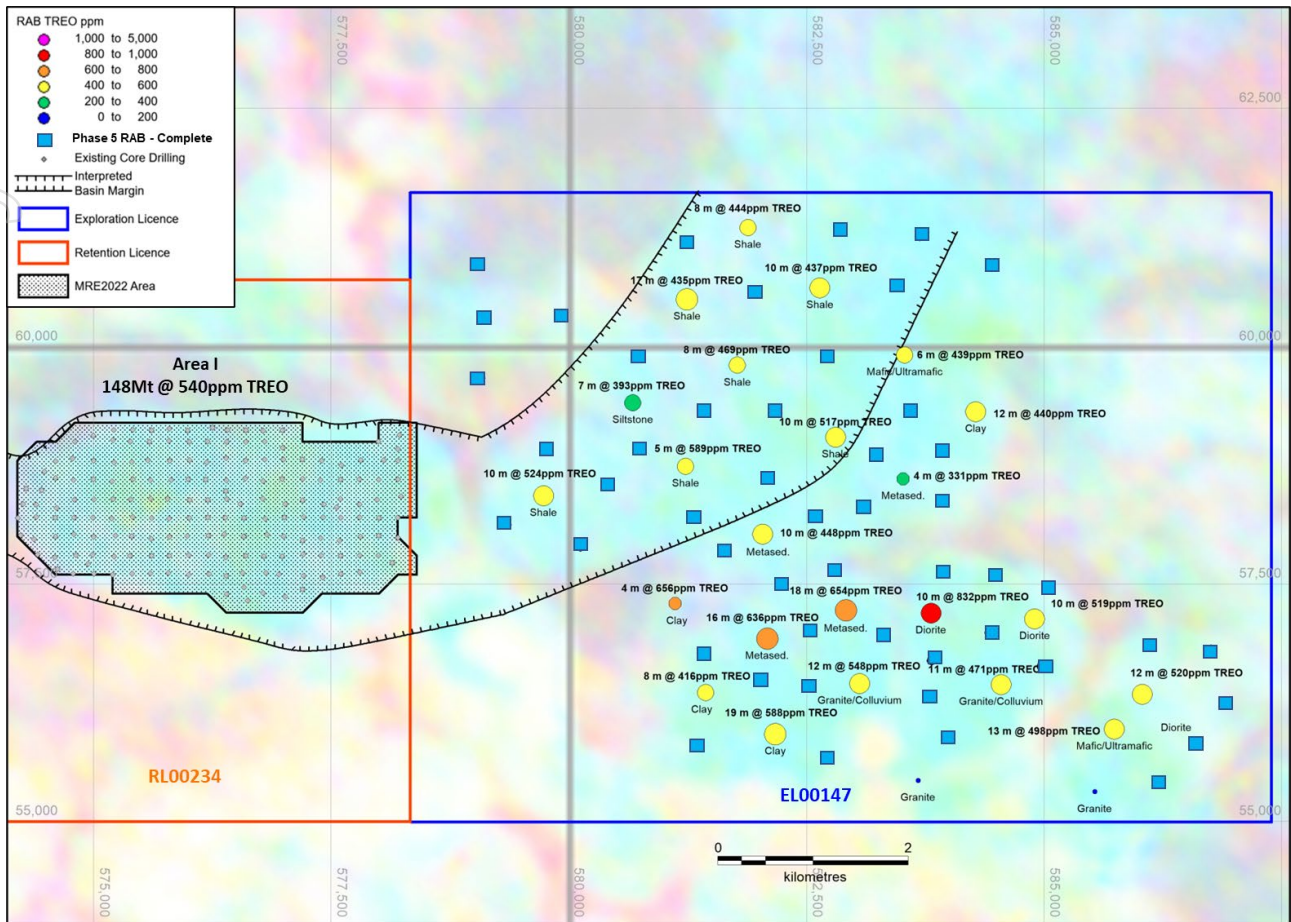 RAB TREO ppm
1,000 to 5,000
800 to 1,000
600 to 800
400 to 600
200 to 400
0 to 200
Phase 5 RAB - Complete
Existing Core Drilling
Interpreted
Basin Margin
Exploration Licence
Retention Licence
MRE2022 Area
577,500
580,000
582,500
585,000
62,500
8 m @ 444ppm TREO
Shale
17 m @ 435ppm TREO
Shale
10 m @ 437ppm TREO
Shale
60,000
60,000
Area I
148Mt @ 540ppm TREO
8 m @ 469ppm TREO
Shale
6 m @ 439ppm TREO
Mafic/Ultramafic
7 m @ 393ppm TREO
Siltstone
12 m @ 440ppm TREO
Clay
10 m @ 517ppm TREO
Shale
5 m @ 589ppm TREO
Shale
10 m @ 524ppm TREO
Shale
4 m @ 331ppm TREO
Metased.
10 m @ 448ppm TREO
Metased.
57,500
57,500
4 m @ 656ppm TREO
Clay
18 m @ 654ppm TREO
Metased.
10 m @ 832ppm TREO
Diorite
10 m @ 519ppm TREO
Diorite
16 m @ 636ppm TREO
Metased.
12 m @ 548ppm TREO
Granite/Colluvium
11 m @ 471ppm TREO
Granite/Colluvium
12 m @ 520ppm TREO
Diorite
8 m @ 416ppm TREO
Clay
19 m @ 588ppm TREO
Clay
13 m @ 498ppm TREO
Mafic/Ultramafic
RL00234
EL00147
Granite
Granite
55,000
55,000
0 2
kilometres
575,000
577,500
580,000
582,500
585,000